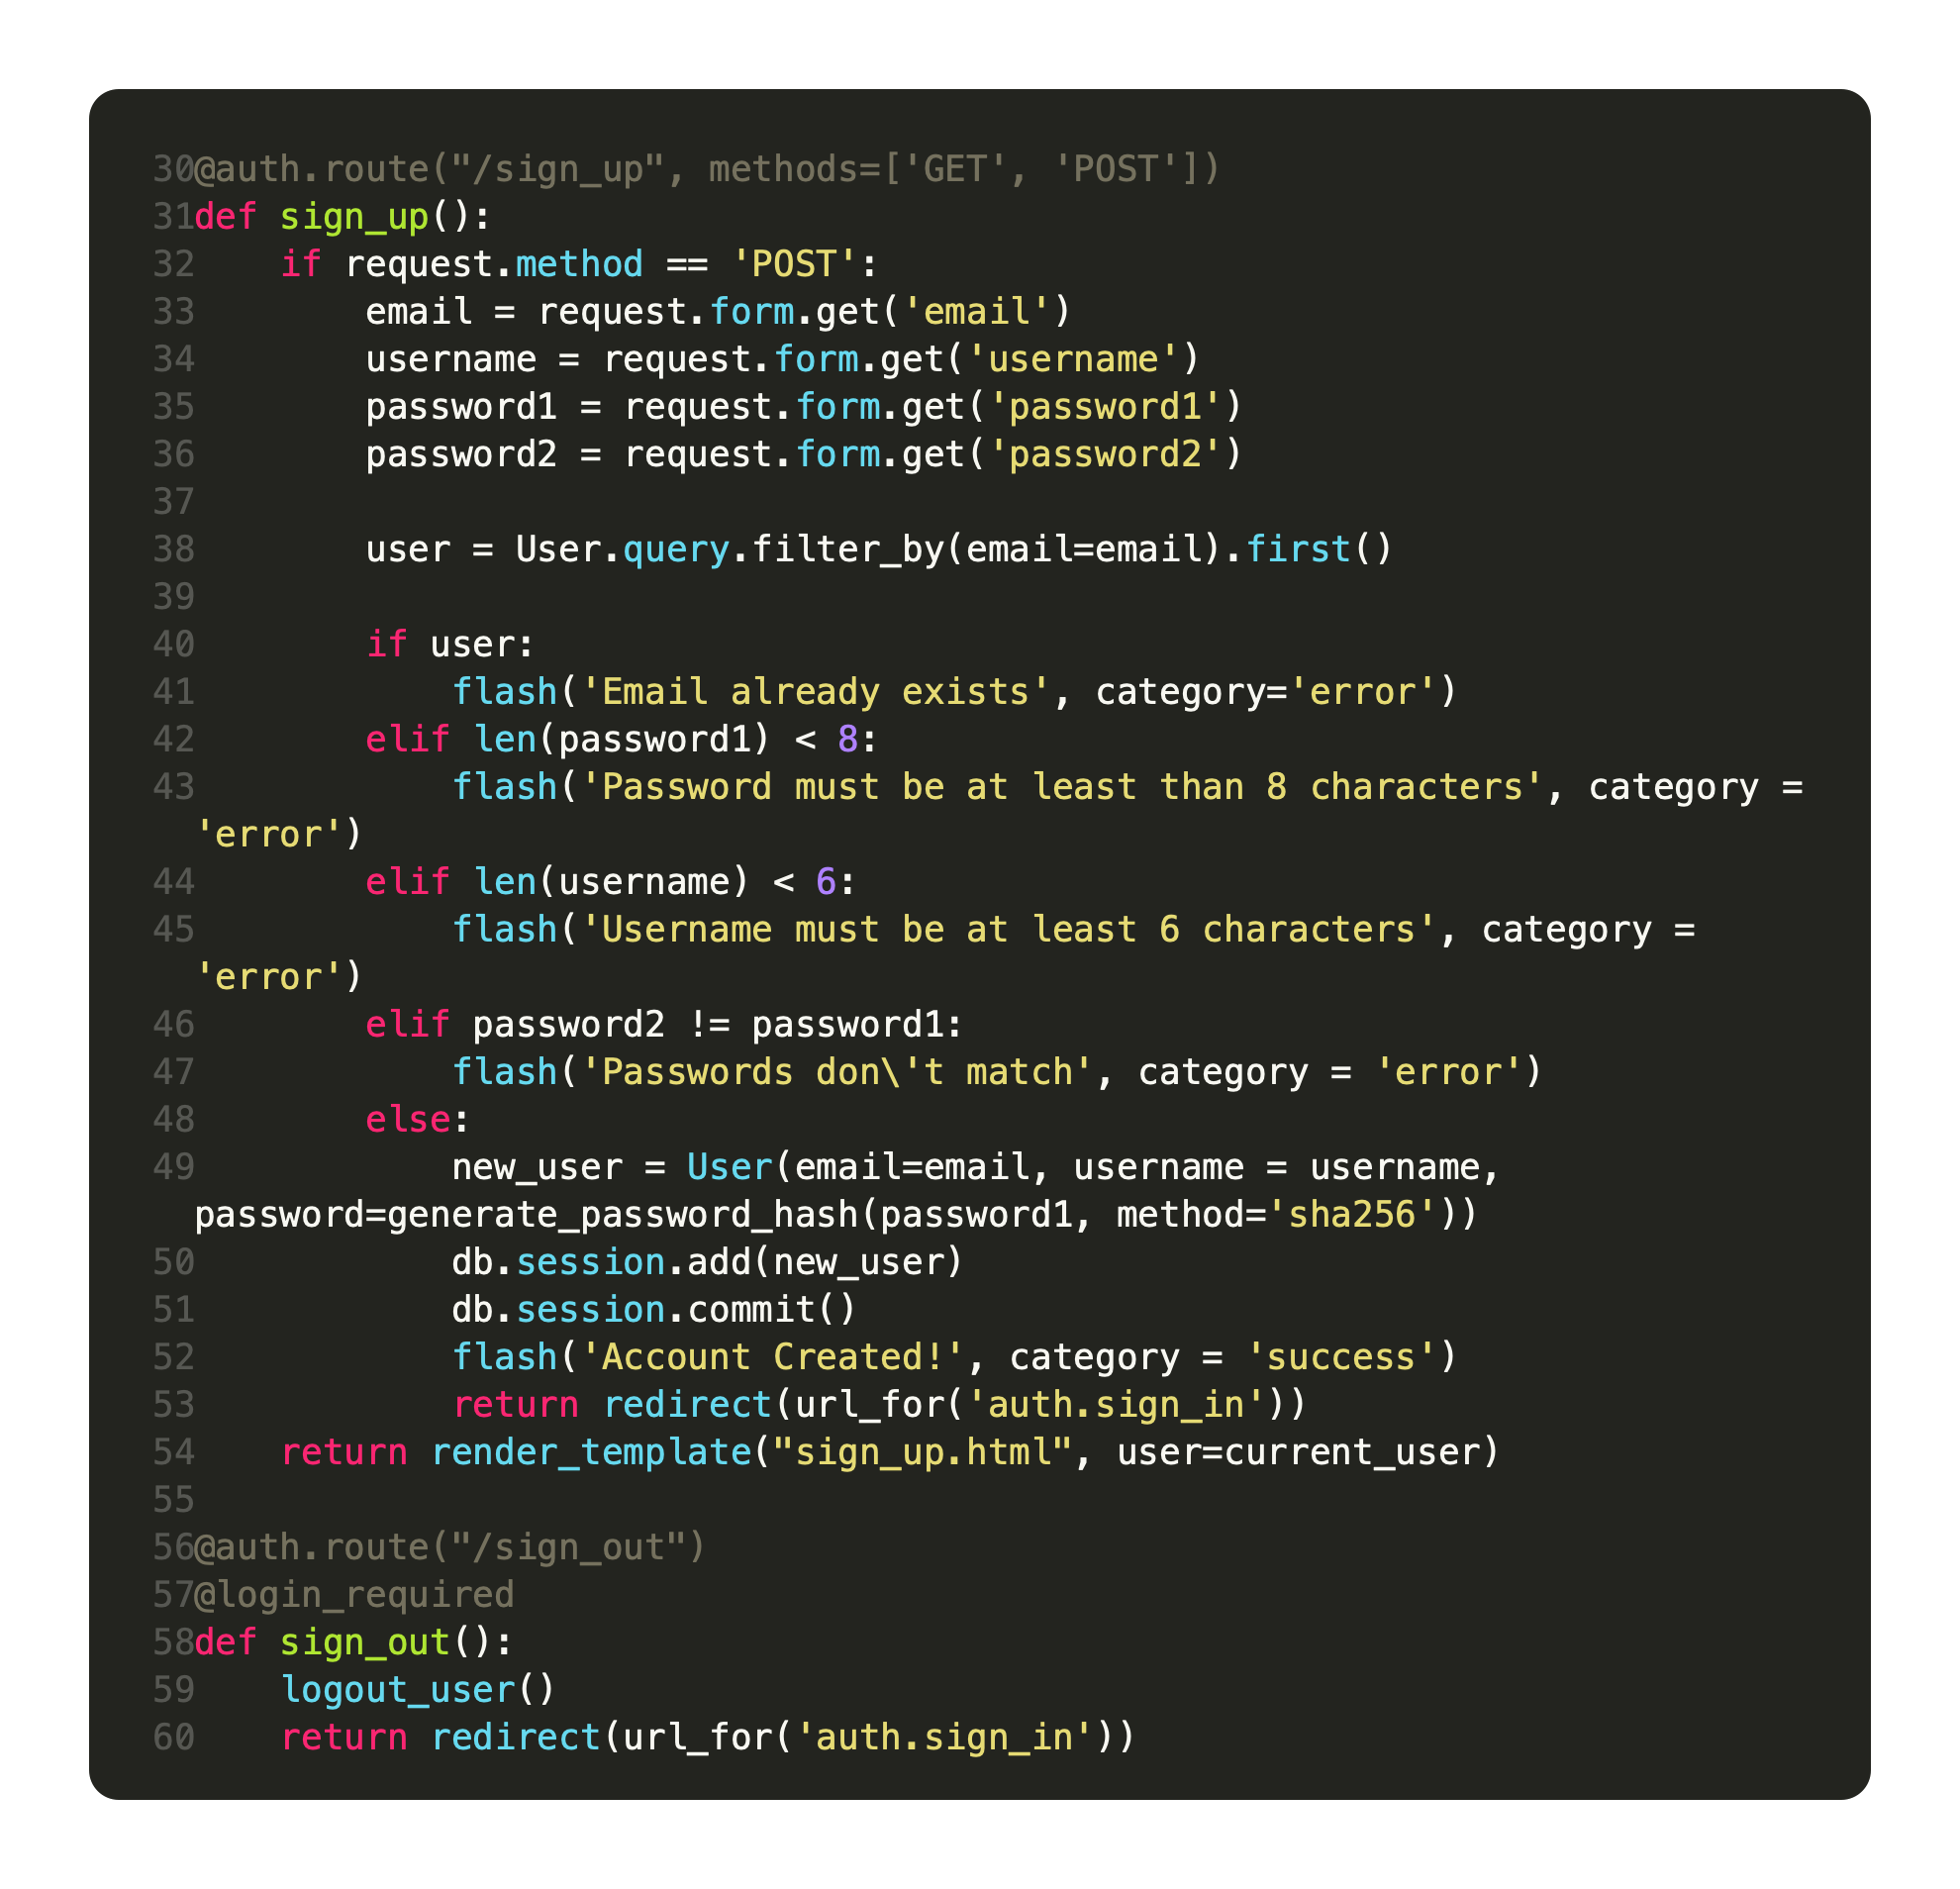 30@auth.route("/sign_up", methods=['GET', 'POST'])
31def sign_up():
32    if request.method == 'POST':
33        email = request.form.get('email')
34        username = request.form.get('username')
35        password1 = request.form.get('password1')
36        password2 = request.form.get('password2')
37
38        user = User.query.filter_by(email=email).first()
39
40        if user:
41            flash('Email already exists', category='error')
42        elif len(password1) < 8:
43            flash('Password must be at least than 8 characters', category =
'error')
44        elif len(username) < 6:
45            flash('Username must be at least 6 characters', category =
'error')
46        elif password2 != password1:
47            flash('Passwords don\'t match', category = 'error')
48        else:
49            new_user = User(email=email, username = username,
password=generate_password_hash(password1, method='sha256'))
50            db.session.add(new_user)
51            db.session.commit()
52            flash('Account Created!', category = 'success')
53            return redirect(url_for('auth.sign_in'))
54    return render_template("sign_up.html", user=current_user)
55
56@auth.route("/sign_out")
57@login_required
58def sign_out():
59    logout_user()
60    return redirect(url_for('auth.sign_in'))